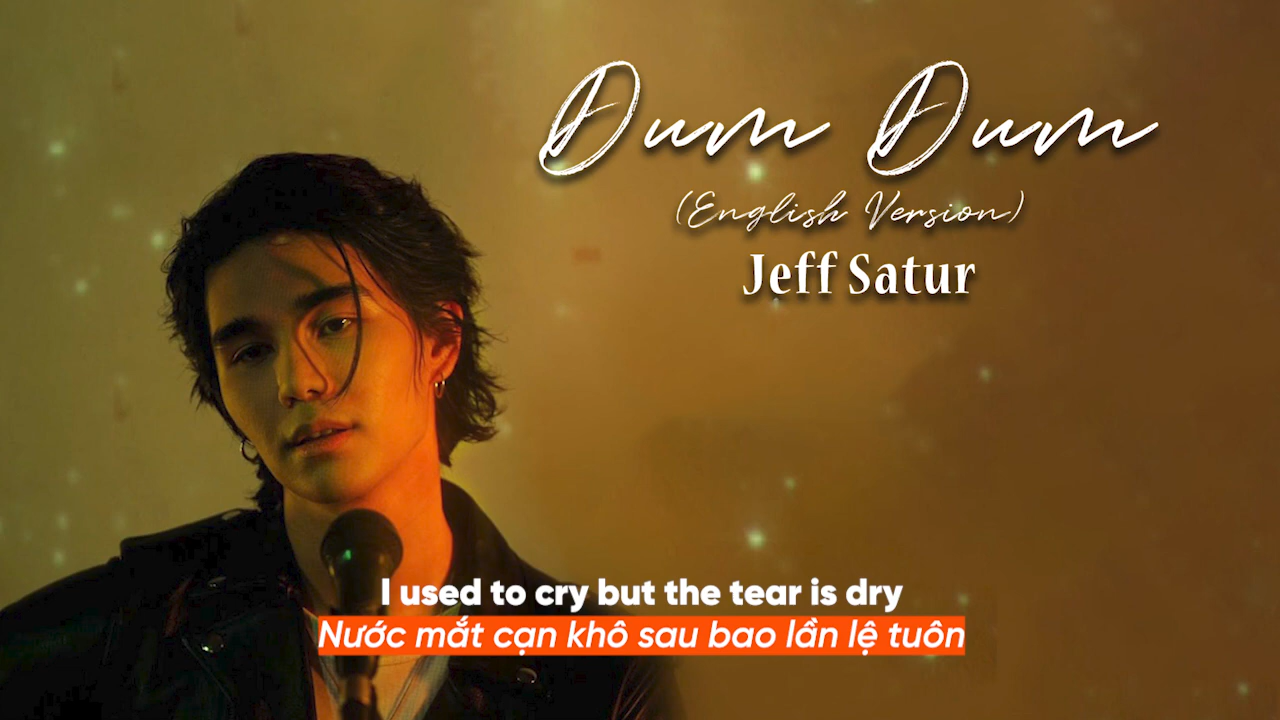 Dum Dum
(English Version)
Jeff Satur
I used to cry but the tear is dry
Nước mắt cạn khô sau bao lần lệ tuôn